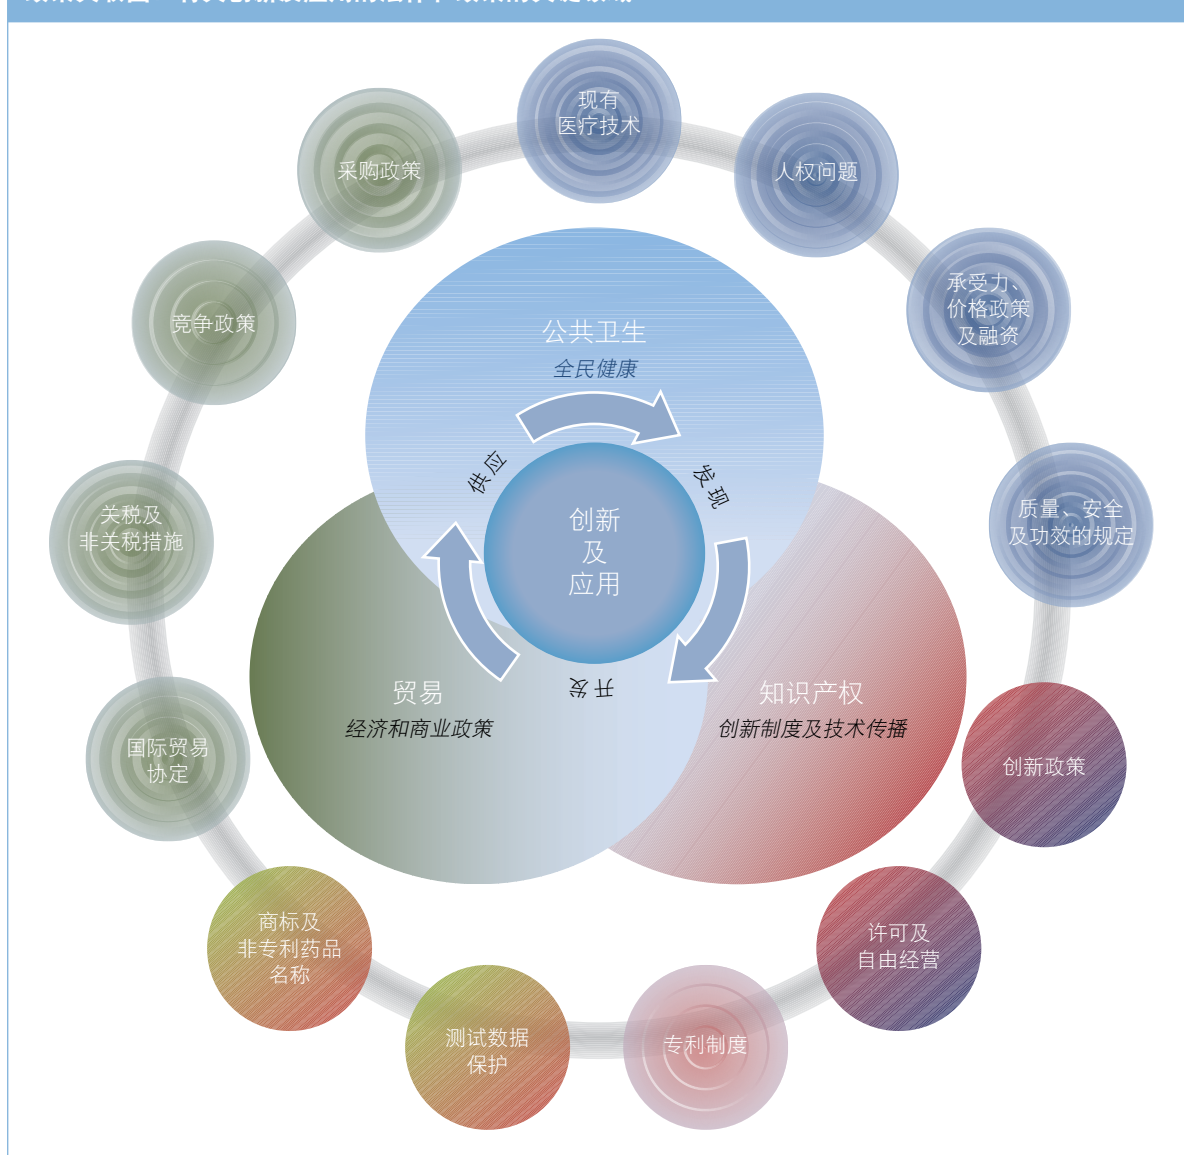 现有
医疗技术
人权问题
采购政策
承受力、
价格政策
及融资
竞争政策
公共卫生
全民健康
供应
发现
质量、安全
及功效的规定
关税及
非关税措施
创新
及
应用
开发
贸易
经济和商业政策
知识产权
创新制度及技术传播
国际贸易
协定
创新政策
商标及
非专利药品
名称
许可及
自由经营
测试数据
保护
专利制度